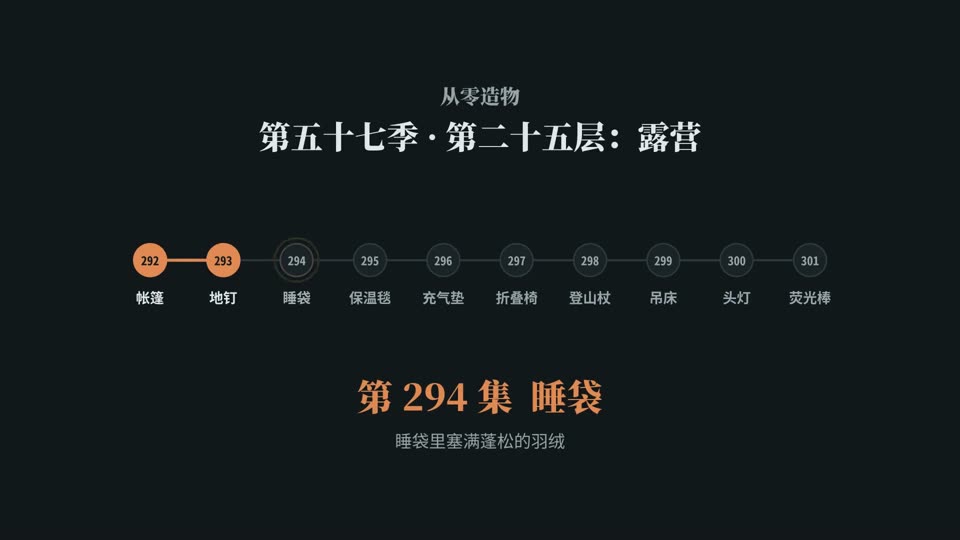 从零造物
第五十七季 · 第二十五层：露营
292 293 294 295 296 297 298 299 300 301
帐篷 地钉 睡袋 保温毯 充气垫 折叠椅 登山杖 吊床 头灯 荧光棒
第 294 集 睡袋
睡袋里塞满蓬松的羽绒